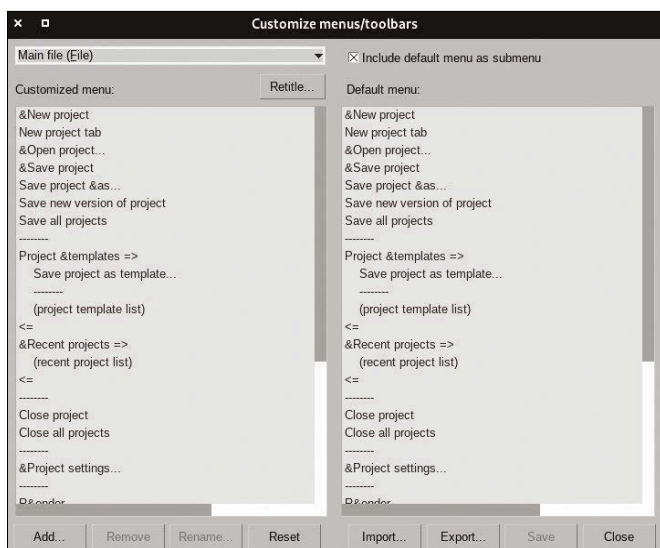 Customize menus/toolbars
Main file (File)
Include default menu as submenu
Customized menu:
Retitle...
Default menu:
&New project
New project tab
&Open project...
&Save project
Save project &as...
Save new version of project
Save all projects
--------
Project &templates =>
Save project as template...
--------
(project template list)
<=
&Recent projects =>
(recent project list)
<=
--------
Close project
Close all projects
--------
&Project settings...
--------
R&ender
&New project
New project tab
&Open project...
&Save project
Save project &as...
Save new version of project
Save all projects
--------
Project &templates =>
Save project as template...
--------
(project template list)
<=
&Recent projects =>
(recent project list)
<=
--------
Close project
Close all projects
--------
&Project settings...
--------
R&ender
Add...
Remove
Rename...
Reset
Import...
Export...
Save
Close